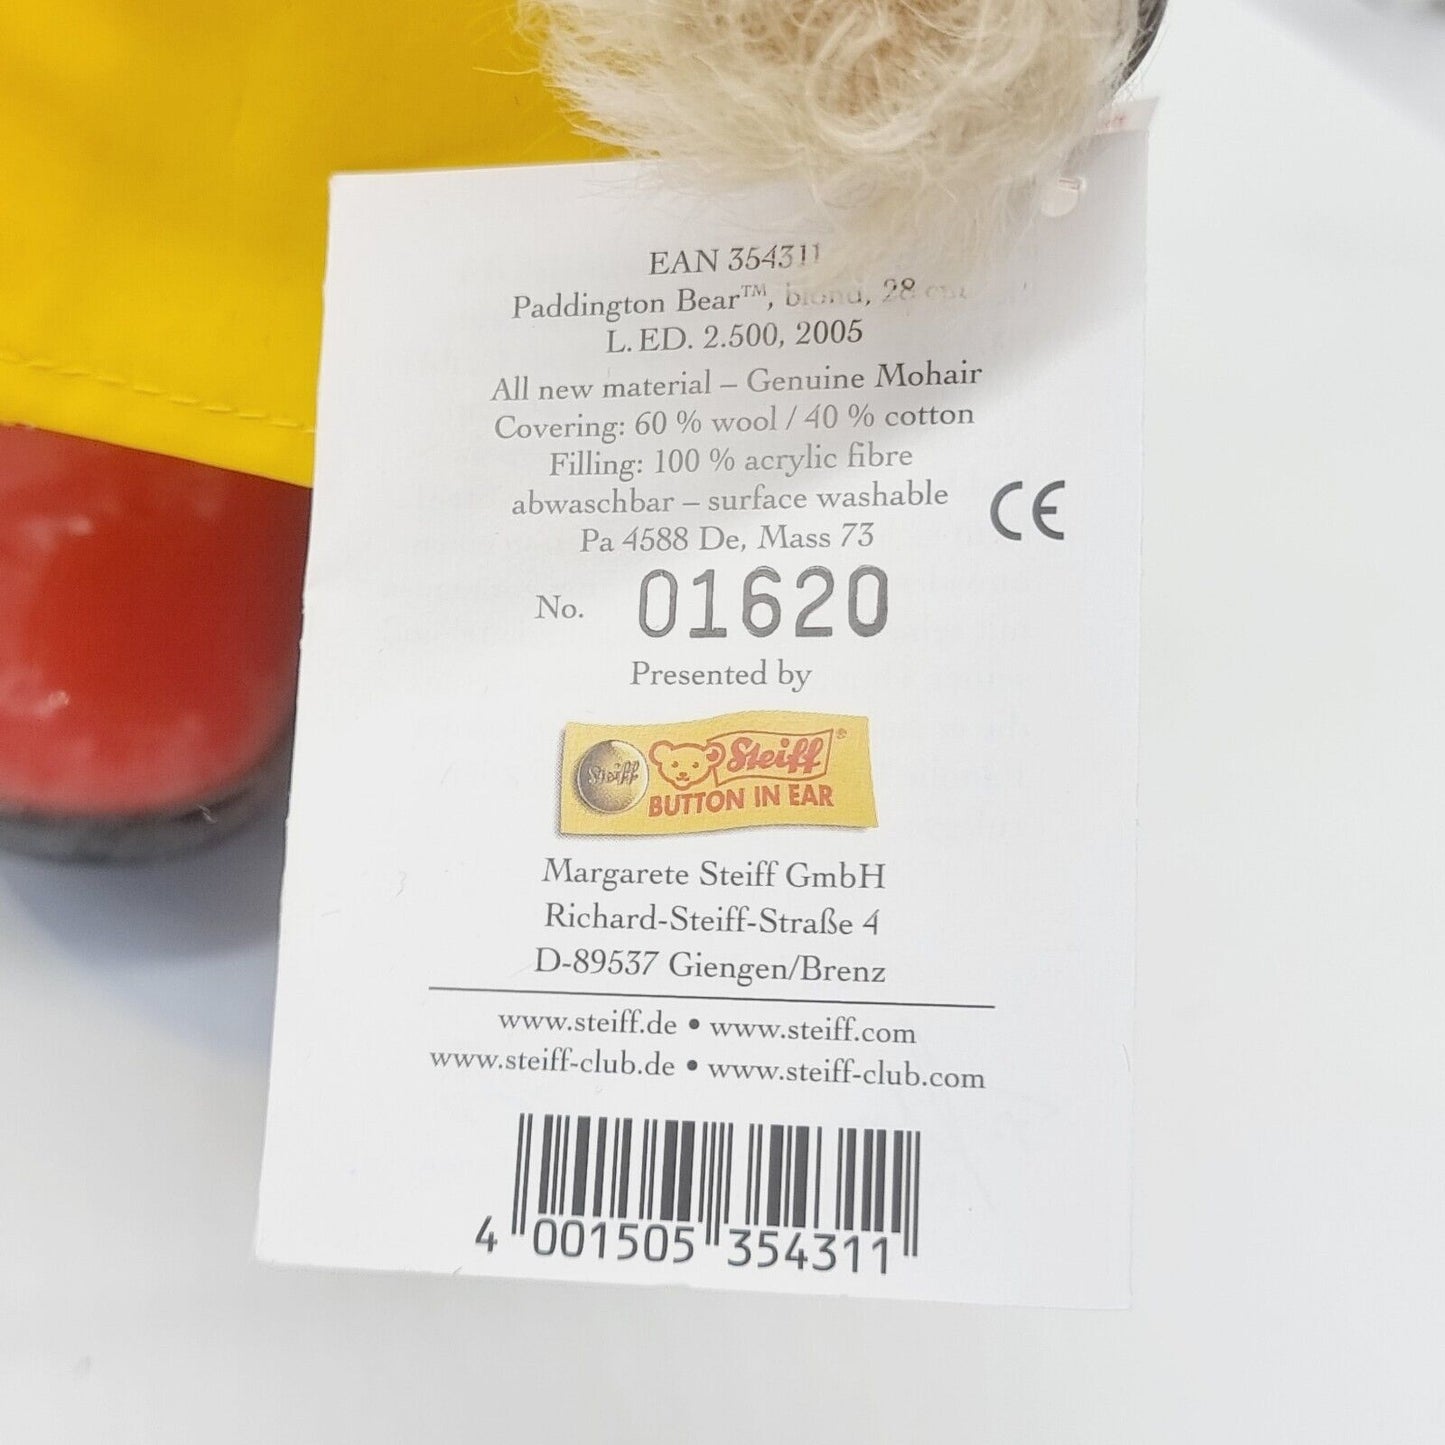 EAN 354311
Paddington Bear™, blond, 28 cm
L. ED. 2.500, 2005
All new material – Genuine Mohair
Covering: 60 % wool / 40 % cotton
Filling: 100 % acrylic fibre
abwaschbar – surface washable
CE
Pa 4588 De, Mass 73
No. 01620
Presented by
Steiff
Steiff®
BUTTON IN EAR
Margarete Steiff GmbH
Richard-Steiff-Straße 4
D-89537 Giengen/Brenz
www.steiff.de • www.steiff.com
www.steiff-club.de • www.steiff-club.com
4 001505 354311